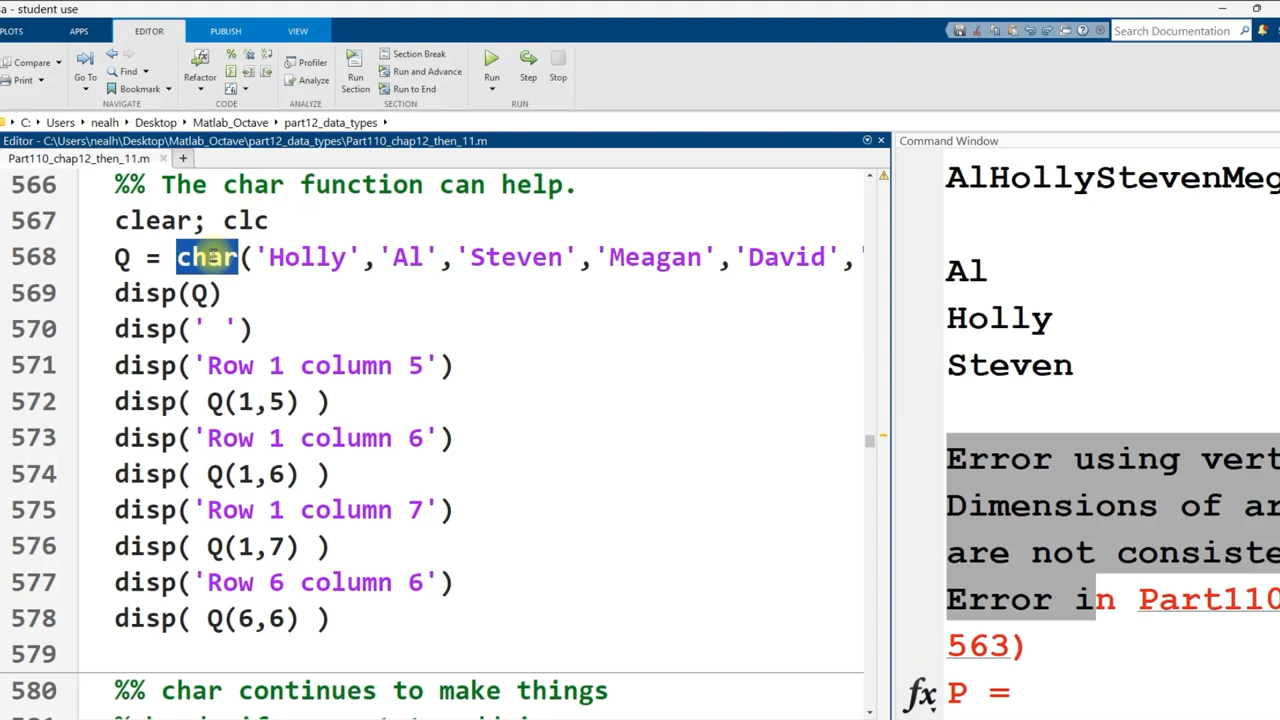 sa - student use
PLOTS APPS EDITOR PUBLISH VIEW
Search Documentation
Compare
Print
Go To
Find
Bookmark
NAVIGATE
Refactor
CODE
Profiler
Analyze
ANALYZE
Run
Section
Section Break
Run and Advance
Run to End
SECTION
Run
Step
Stop
RUN
C: Users nealh Desktop Matlab_Octave part12_data_types
Editor - C:\Users\nealh\Desktop\Matlab_Octave\part12_data_types\Part110_chap12_then_11.m
Part110_chap12_then_11.m × +
566 %% The char function can help.
567 clear; clc
568 Q = char('Holly','Al','Steven','Meagan','David','
569 disp(Q)
570 disp(' ')
571 disp('Row 1 column 5')
572 disp( Q(1,5) )
573 disp('Row 1 column 6')
574 disp( Q(1,6) )
575 disp('Row 1 column 7')
576 disp( Q(1,7) )
577 disp('Row 6 column 6')
578 disp( Q(6,6) )
579
580 %% char continues to make things
Command Window
AlHollyStevenMeg
Al
Holly
Steven
Error using vert
Dimensions of ar
are not consiste
Error in Part110
563)
fx P =